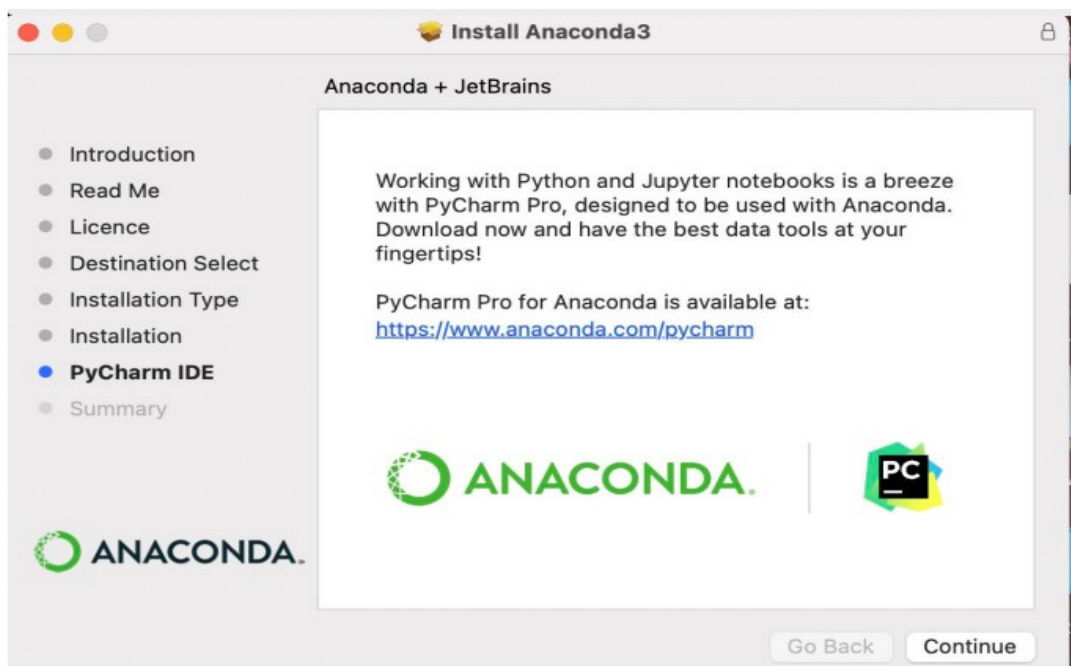 Install Anaconda3
Anaconda + JetBrains
Introduction
Read Me
Licence
Destination Select
Installation Type
Installation
PyCharm IDE
Summary
ANACONDA.
Working with Python and Jupyter notebooks is a breeze
with PyCharm Pro, designed to be used with Anaconda.
Download now and have the best data tools at your
fingertips!
PyCharm Pro for Anaconda is available at:
https://www.anaconda.com/pycharm
ANACONDA.
PC
Go Back
Continue